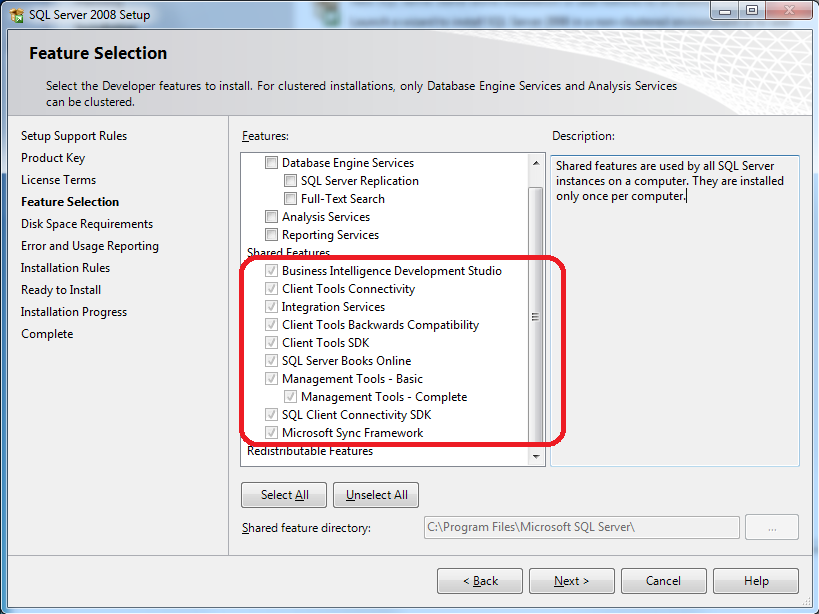 SQL Server 2008 Setup
Feature Selection
Select the Developer features to install. For clustered installations, only Database Engine Services and Analysis Services
can be clustered.
Setup Support Rules
Product Key
License Terms
Feature Selection
Disk Space Requirements
Error and Usage Reporting
Installation Rules
Ready to Install
Installation Progress
Complete
Features:
Database Engine Services
SQL Server Replication
Full-Text Search
Analysis Services
Reporting Services
Shared Features
Business Intelligence Development Studio
Client Tools Connectivity
Integration Services
Client Tools Backwards Compatibility
Client Tools SDK
SQL Server Books Online
Management Tools - Basic
Management Tools - Complete
SQL Client Connectivity SDK
Microsoft Sync Framework
Redistributable Features
Description:
Shared features are used by all SQL Server
instances on a computer. They are installed
only once per computer.
Select All
Unselect All
Shared feature directory:
C:\Program Files\Microsoft SQL Server\
...
< Back
Next >
Cancel
Help